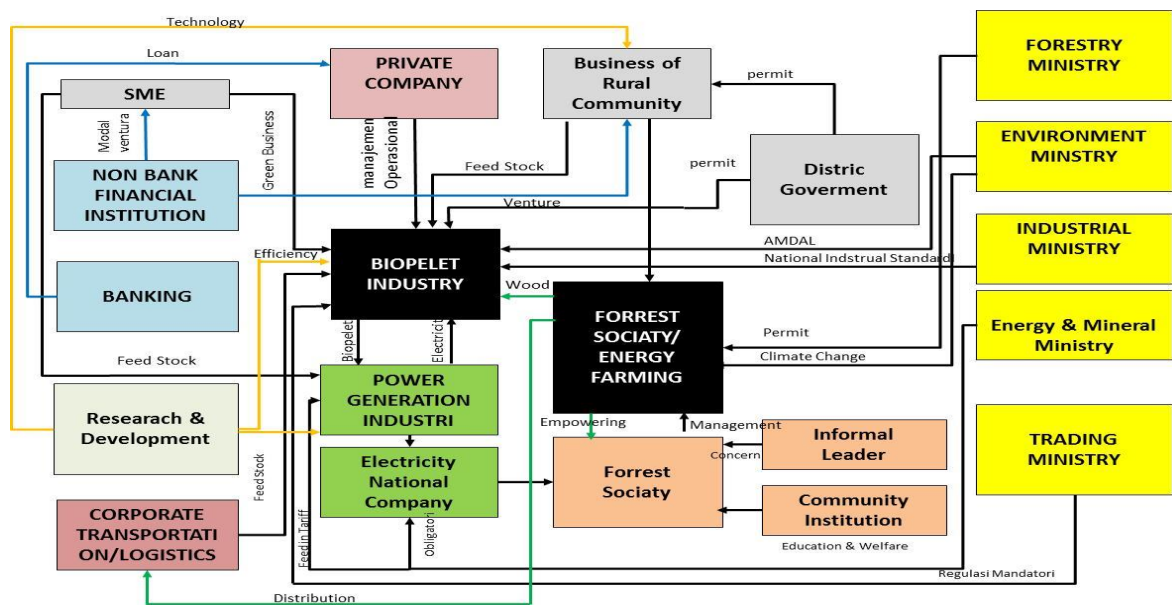 Technology
Loan
PRIVATE
COMPANY
Business of
Rural
Community
permit
FORESTRY
MINISTRY
SME
Modal
ventura
Green Business
manajemen
Operasional
Feed Stock
permit
Distric
Goverment
ENVIRONMENT
MINSTRY
NON BANK
FINANCIAL
INSTITUTION
Venture
INDUSTRIAL
MINISTRY
Efficiency
BIOPELET
INDUSTRY
AMDAL
National Indstrual Standard
BANKING
Wood
FORREST
SOCIATY/
ENERGY
FARMING
Energy & Mineral
Ministry
Biopelet
Electricit
Permit
Climate Change
Feed Stock
POWER
GENERATION
INDUSTRI
Researach &
Development
Empowering
Management
Concern
Informal
Leader
TRADING
MINISTRY
Electricity
National
Company
Forrest
Sociaty
Feed Stock
CORPORATE
TRANSPORTATI
ON/LOGISTICS
Feed in Tariff
Obligatori
Community
Institution
Education & Welfare
Regulasi Mandatori
Distribution